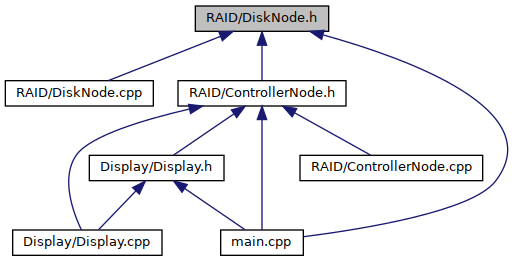 RAID/DiskNode.h
RAID/DiskNode.cpp
RAID/ControllerNode.h
Display/Display.h
RAID/ControllerNode.cpp
Display/Display.cpp
main.cpp